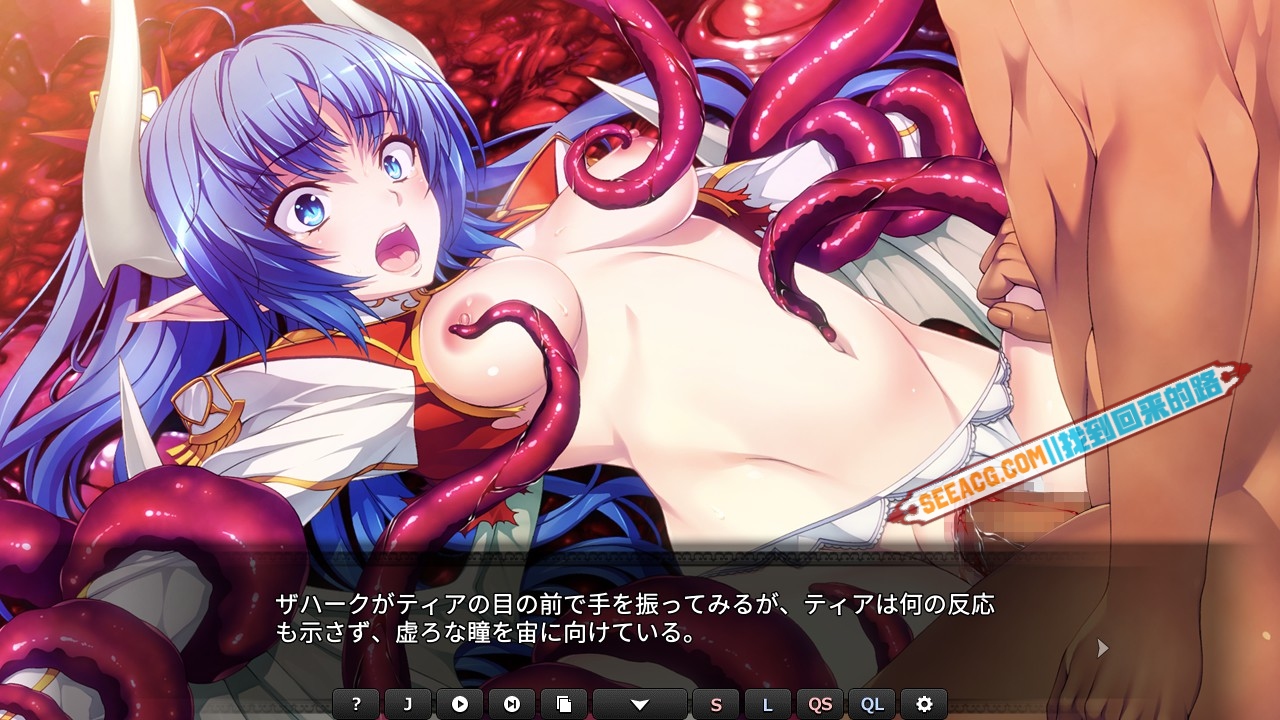 SEEACG.COM||找到回来的路
ザハークがティアの目の前で手を振ってみるが、ティアは何の反応
も示さず、虚ろな瞳を宙に向けている。
? J S L QS QL